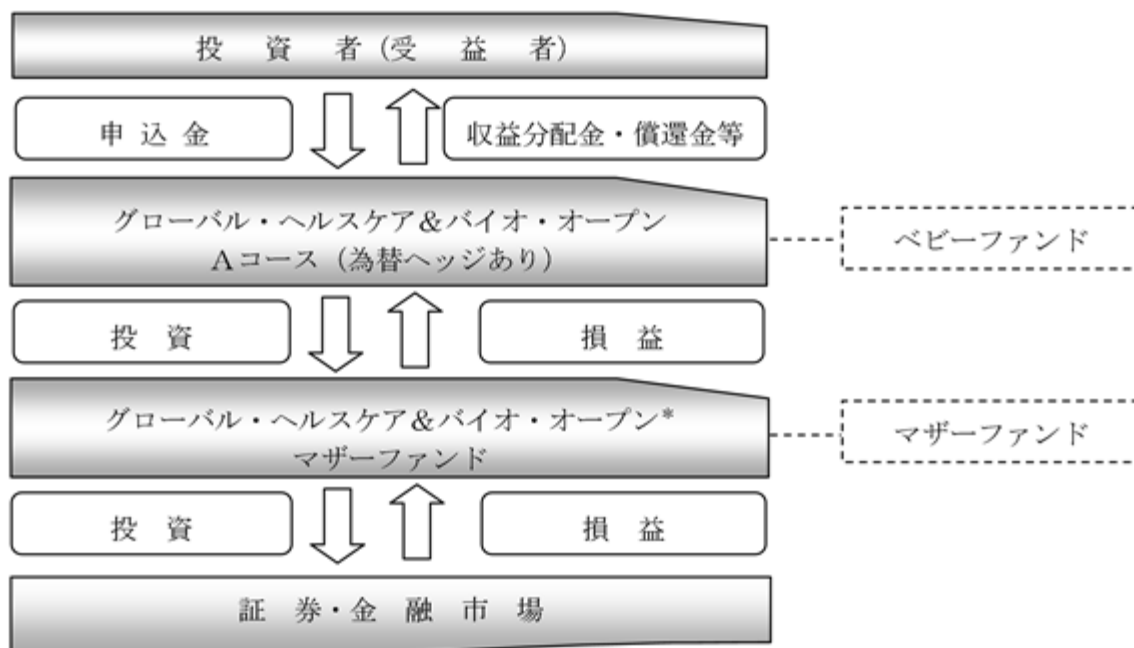 投資者(受益者)
申込金
収益分配金・償還金等
グローバル・ヘルスケア&バイオ・オープン
Aコース（為替ヘッジあり）
ベビーファンド
投資
損益
グローバル・ヘルスケア&バイオ・オープン*
マザーファンド
マザーファンド
投資
損益
証券・金融市場